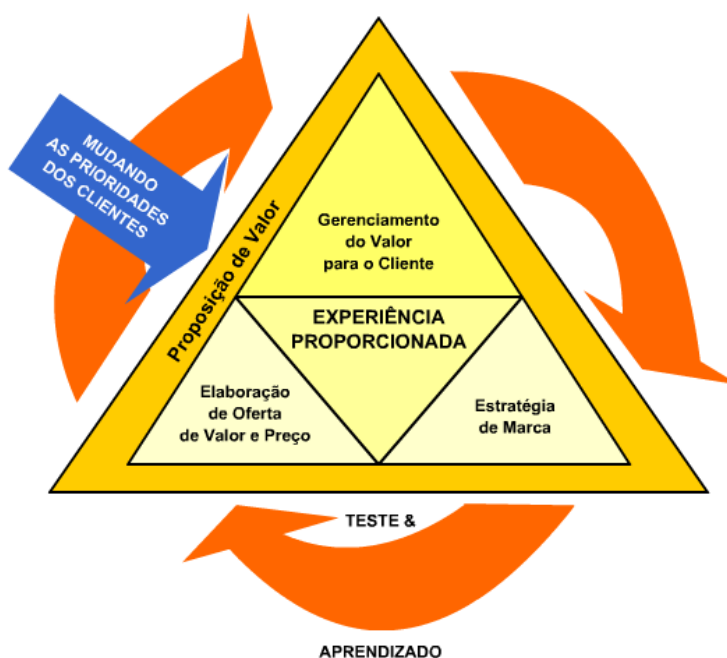 MUDANDO
AS PRIORIDADES
DOS CLIENTES
Proposição de Valor
Gerenciamento
do Valor
para o Cliente
EXPERIÊNCIA
PROPORCIONADA
Elaboração
de Oferta
de Valor e Preço
Estratégia
de Marca
TESTE &
APRENDIZADO